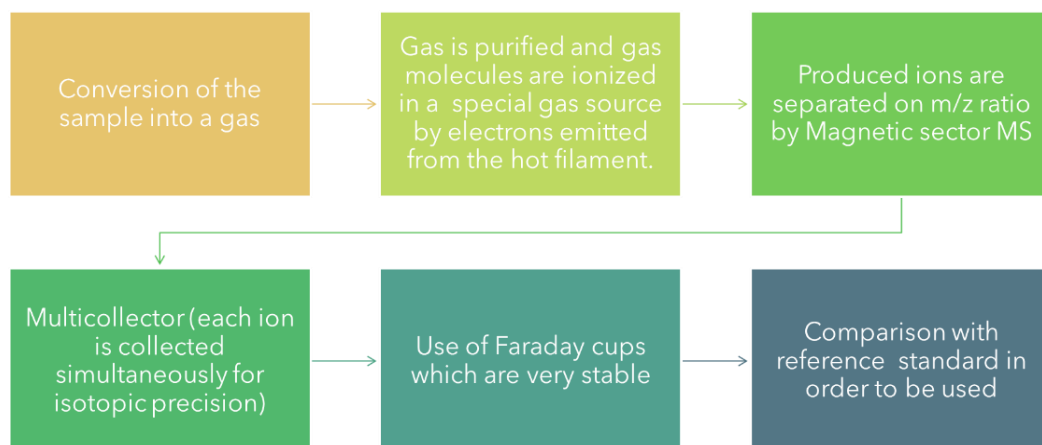 Conversion of the
sample into a gas
Gas is purified and gas
molecules are ionized
in a special gas source
by electrons emitted
from the hot filament.
Produced ions are
separated on m/z ratio
by Magnetic sector MS
Multicollector (each ion
is collected
simultaneously for
isotopic precision)
Use of Faraday cups
which are very stable
Comparison with
reference standard in
order to be used